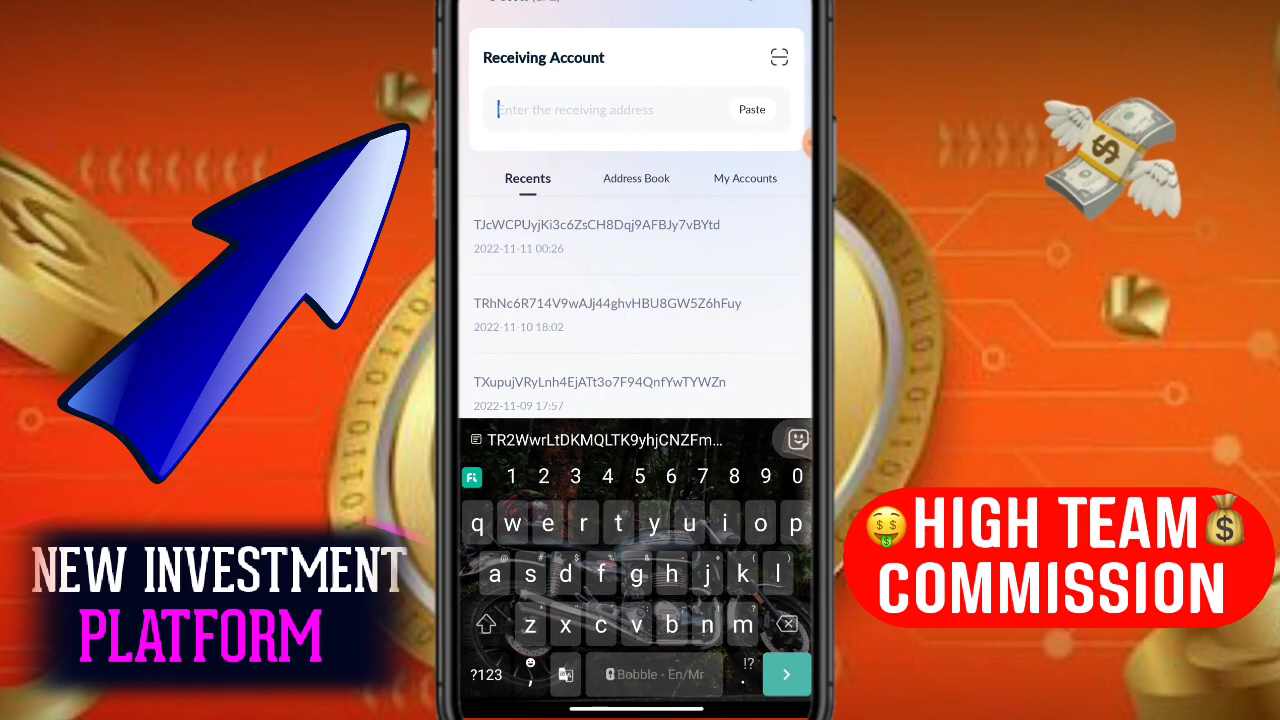 Receiving Account
Enter the receiving address
Paste
Recents
Address Book
My Accounts
TJcWCPUyjKi3c6ZsCH8Dqj9AFBJy7vBYtd
2022-11-11 00:26
TRhNc6R714V9wAJj44ghvHBU8GW5Z6hFuy
2022-11-10 18:02
TXupujVRyLnh4EjATt3o7F94QnfYwTYWZn
2022-11-09 17:57
TR2WwrLtDKMQLTK9yhjCNZFm...
1 2 3 4 5 6 7 8 9 0
q w e r t y u i o p
a s d f g h j k l
z x c v b n m
?123 , Bobble - En/Mr !? .
NEW INVESTMENT
PLATFORM
🤑HIGH TEAM💰
COMMISSION